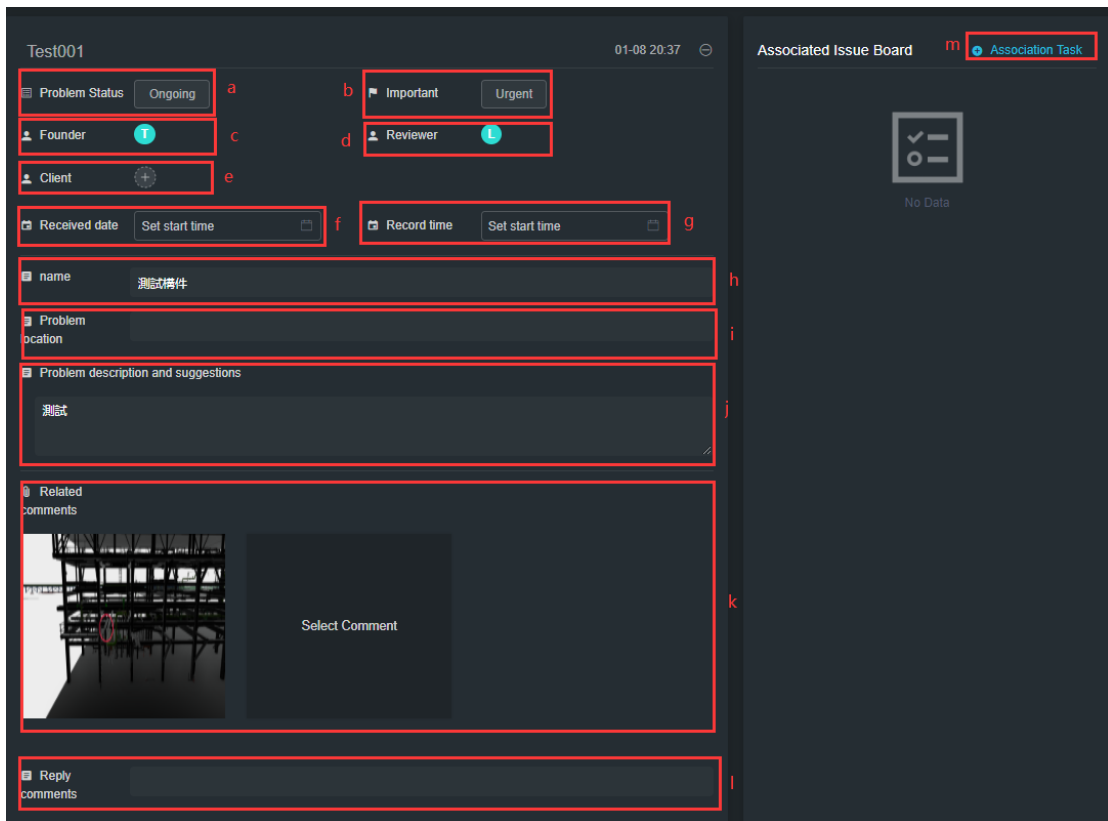 Test001 01-08 20:37
Associated Issue Board m Association Task
Problem Status Ongoing a b Important Urgent
Founder T c d Reviewer L
Client e
Received date Set start time f Record time Set start time g
No Data
name 測試構件 h
Problem
location i
Problem description and suggestions
測試 j
Related
comments
Select Comment k
Reply
comments l